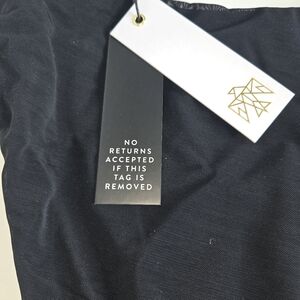 NO
RETURNS
ACCEPTED
IF THIS
TAG IS
REMOVED